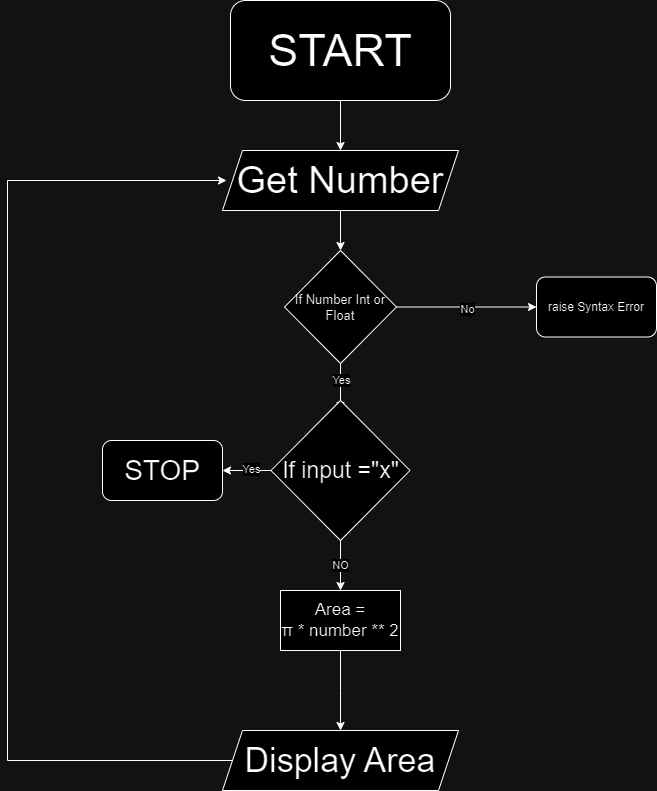 START
Get Number
If Number Int or
Float
No
raise Syntax Error
Yes
STOP
Yes
If input ="x"
NO
Area =
π * number ** 2
Display Area